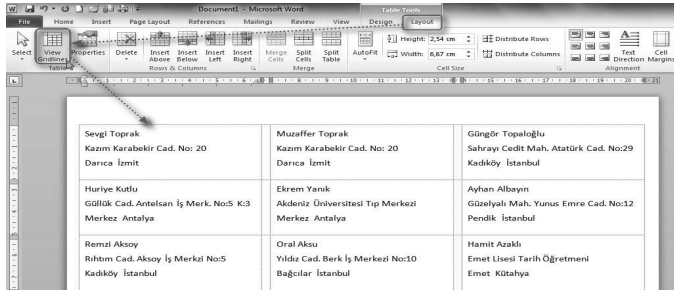 Document1 - Microsoft Word
Table Tools
File Home Insert Page Layout References Mailings Review View Design Layout
Select
View Gridlines
Properties
Delete
Insert Above
Insert Below
Insert Left
Insert Right
Merge Cells
Split Cells
Split Table
AutoFit
Height: 2,54 cm
Width: 6,67 cm
Distribute Rows
Distribute Columns
Text Direction
Cell Margins
Table
Rows & Columns
Merge
Cell Size
Alignment
Sevgi Toprak
Kazım Karabekir Cad. No: 20
Darıca İzmit
Muzaffer Toprak
Kazım Karabekir Cad. No: 20
Darıca İzmit
Güngör Topaloğlu
Sahrayı Cedit Mah. Atatürk Cad. No:29
Kadıköy İstanbul
Huriye Kutlu
Güllük Cad. Antelsan İş Merk. No:5 K:3
Merkez Antalya
Ekrem Yanık
Akdeniz Üniversitesi Tıp Merkezi
Merkez Antalya
Ayhan Albayın
Güzelyalı Mah. Yunus Emre Cad. No:12
Pendik İstanbul
Remzi Aksoy
Rıhtım Cad. Aksoy İş Merkzi No:5
Kadıköy İstanbul
Oral Aksu
Yıldız Cad. Berk İş Merkezi No:10
Bağcılar İstanbul
Hamit Azaklı
Emet Lisesi Tarih Öğretmeni
Emet Kütahya